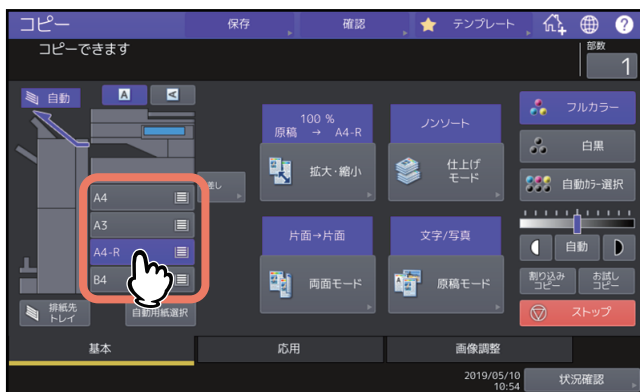 コピー
保存
確認
テンプレート
?
コピーできます
部数
1
自動
A
A
100 %
原稿 → A4-R
ノンソート
フルカラー
拡大・縮小
仕上げ
モード
白黒
自動ｶﾗｰ選択
差し
A4
A3
A4-R
B4
片面→片面
文字/写真
両面モード
原稿モード
自動
割り込み
コピー
お試し
コピー
排紙先
トレイ
自動用紙選択
ストップ
基本
応用
画像調整
2019/05/10
10:54
状況確認